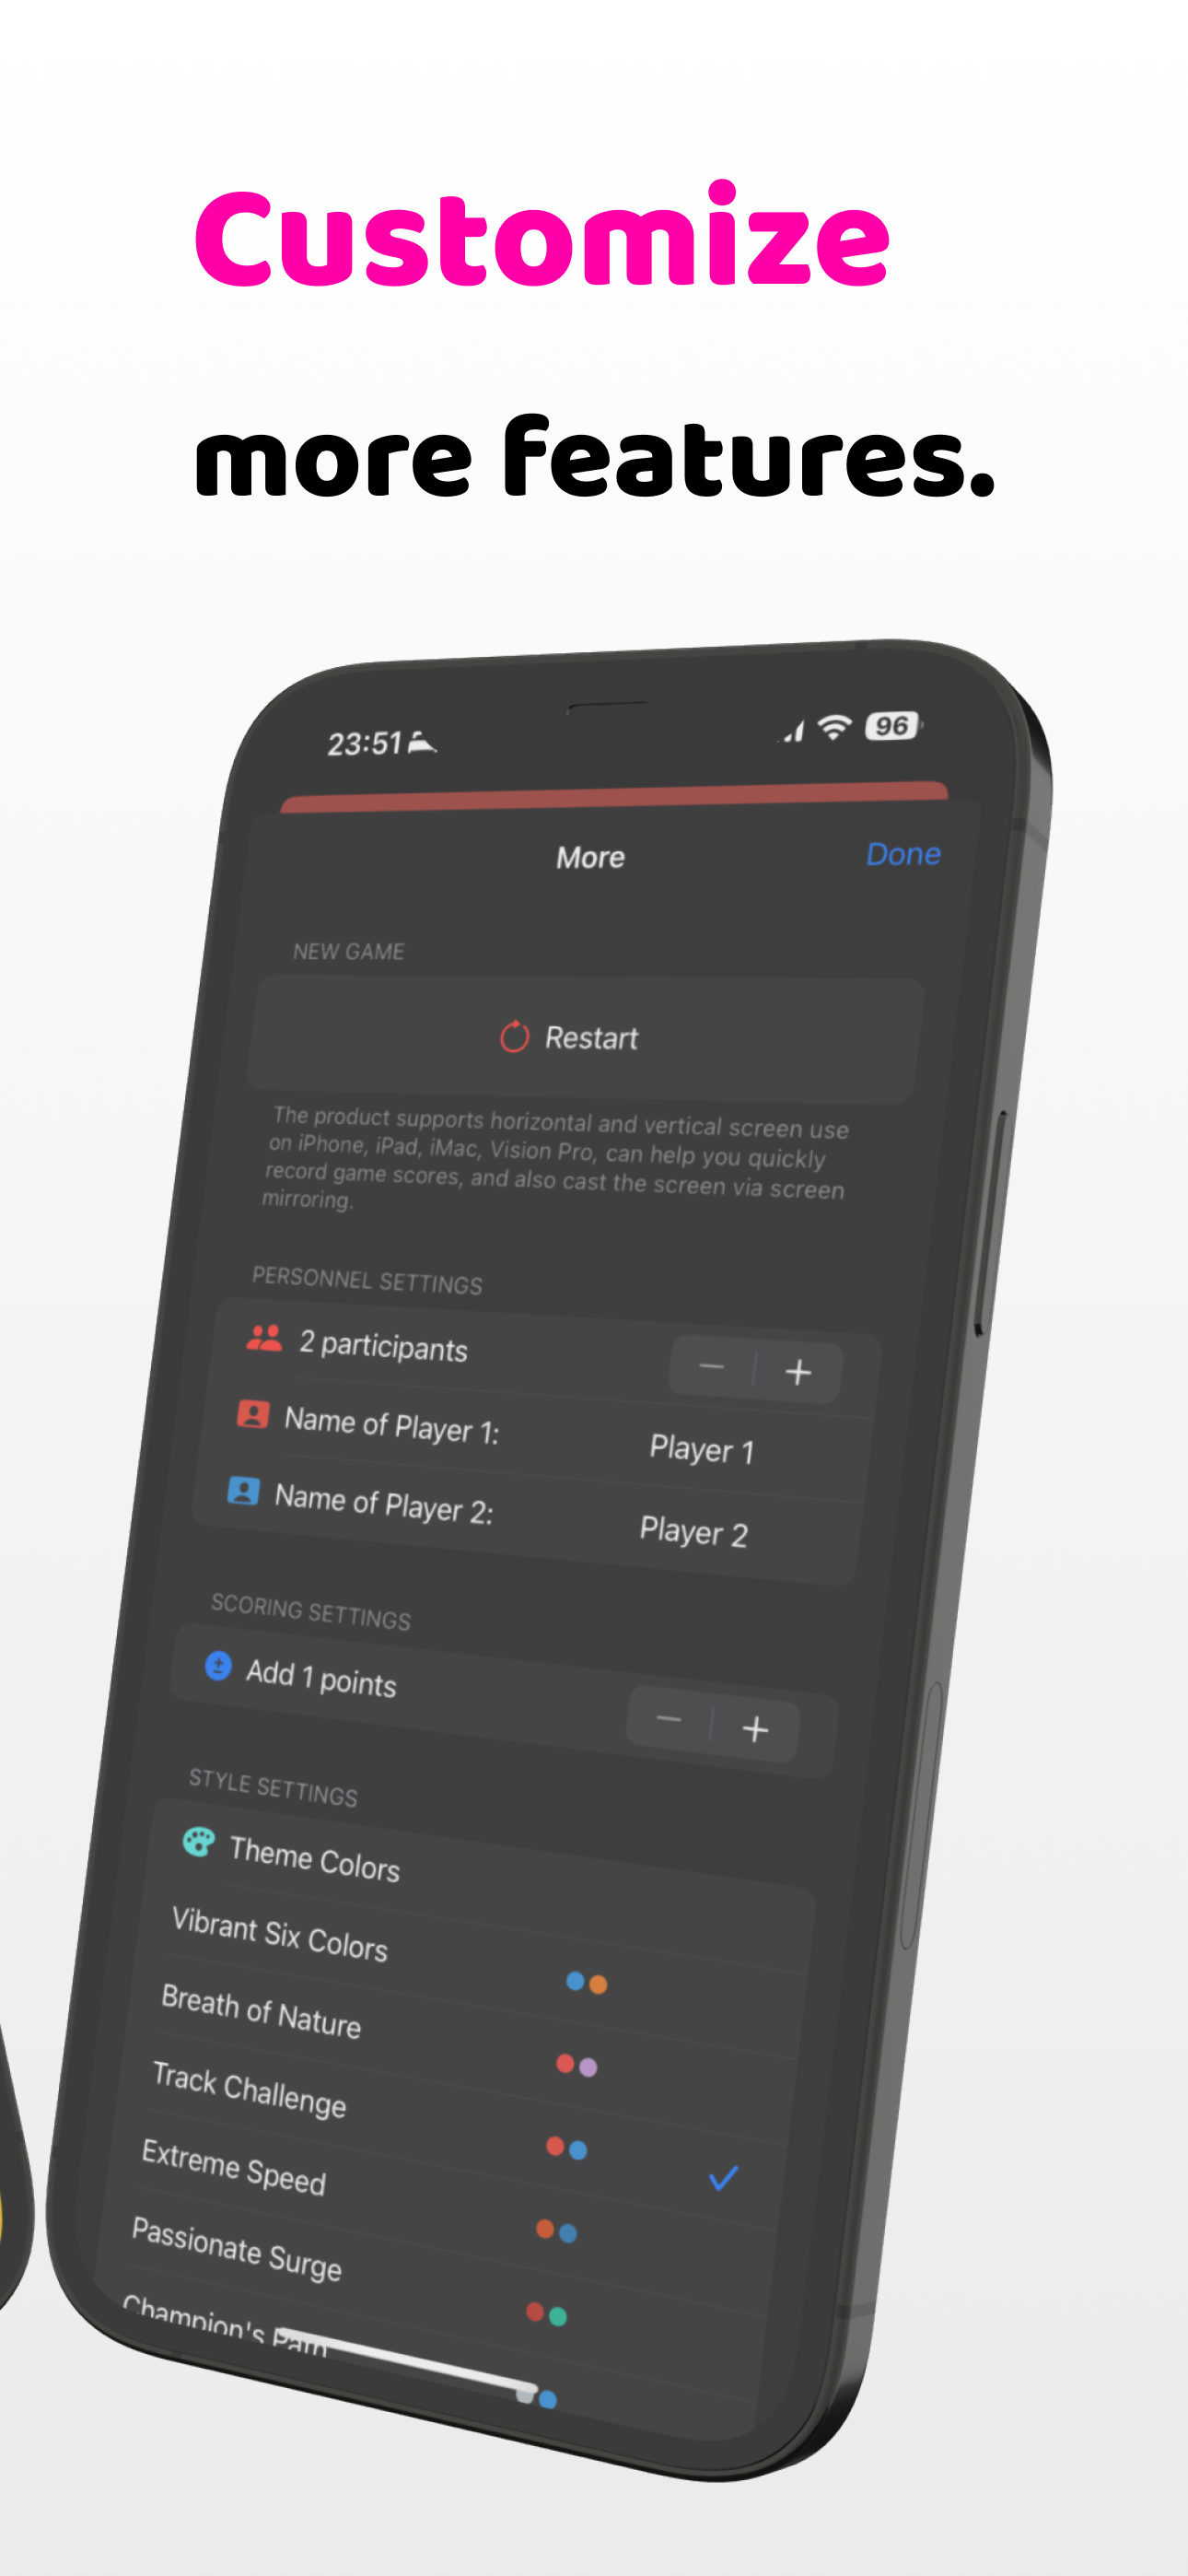 Customize
more features.
23:51
96
More
Done
NEW GAME
Restart
The product supports horizontal and vertical screen use
on iPhone, iPad, iMac, Vision Pro, can help you quickly
record game scores, and also cast the screen via screen
mirroring.
PERSONNEL SETTINGS
2 participants
Name of Player 1:
Player 1
Name of Player 2:
Player 2
SCORING SETTINGS
Add 1 points
STYLE SETTINGS
Theme Colors
Vibrant Six Colors
Breath of Nature
Track Challenge
Extreme Speed
Passionate Surge
Champion's Path